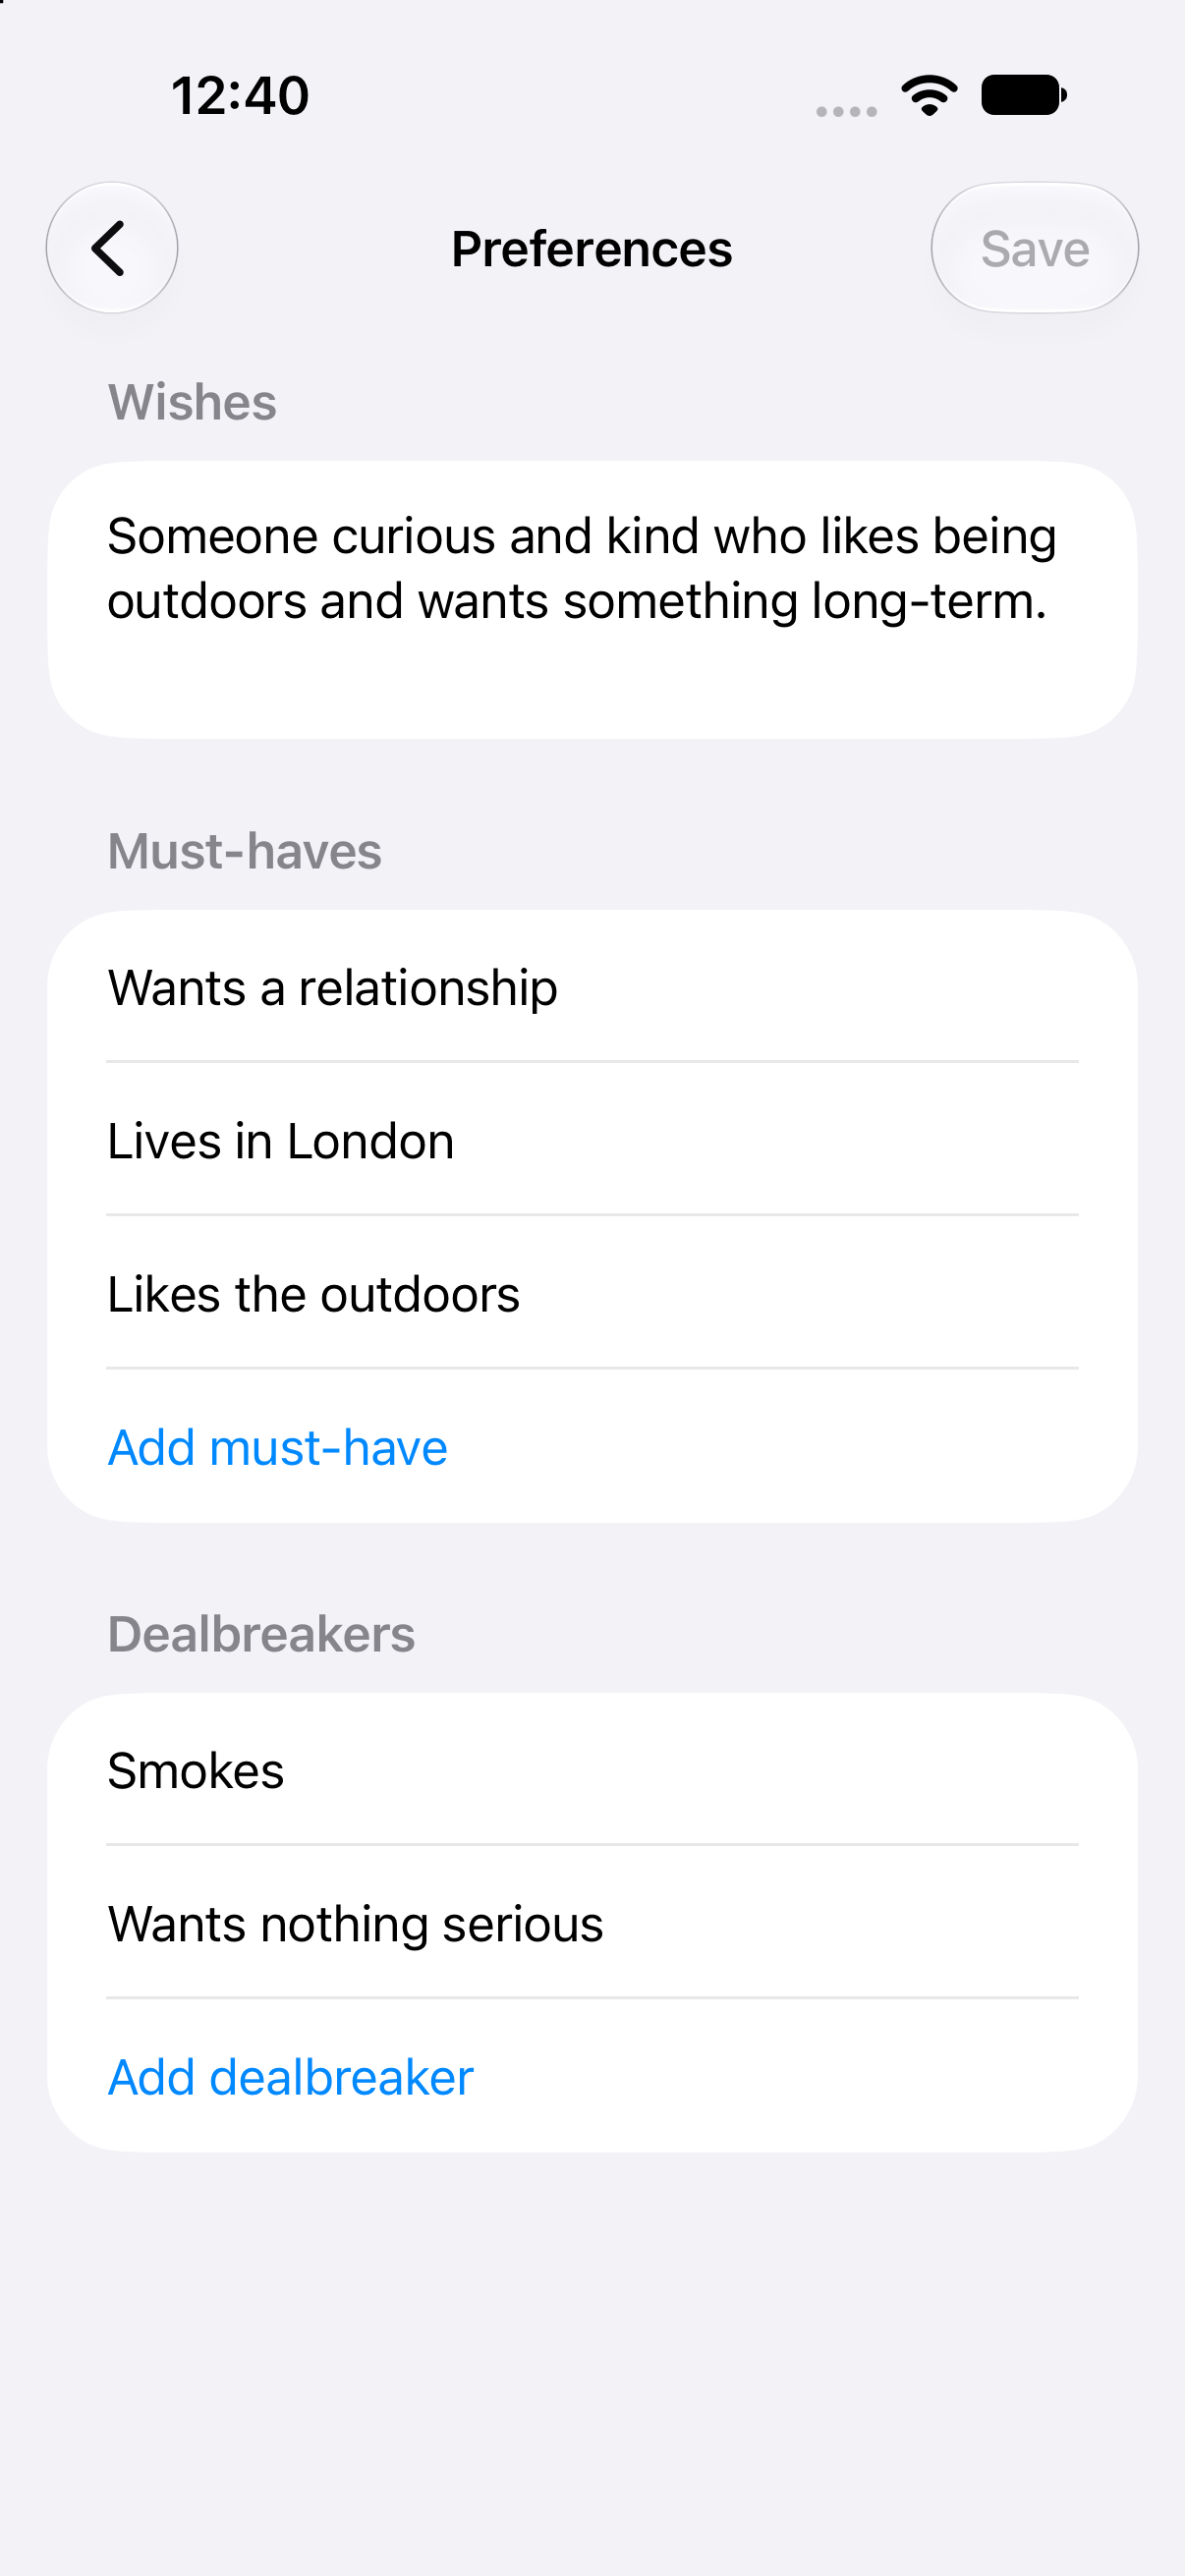 12:40
Preferences
Save
Wishes
Someone curious and kind who likes being
outdoors and wants something long-term.
Must-haves
Wants a relationship
Lives in London
Likes the outdoors
Add must-have
Dealbreakers
Smokes
Wants nothing serious
Add dealbreaker